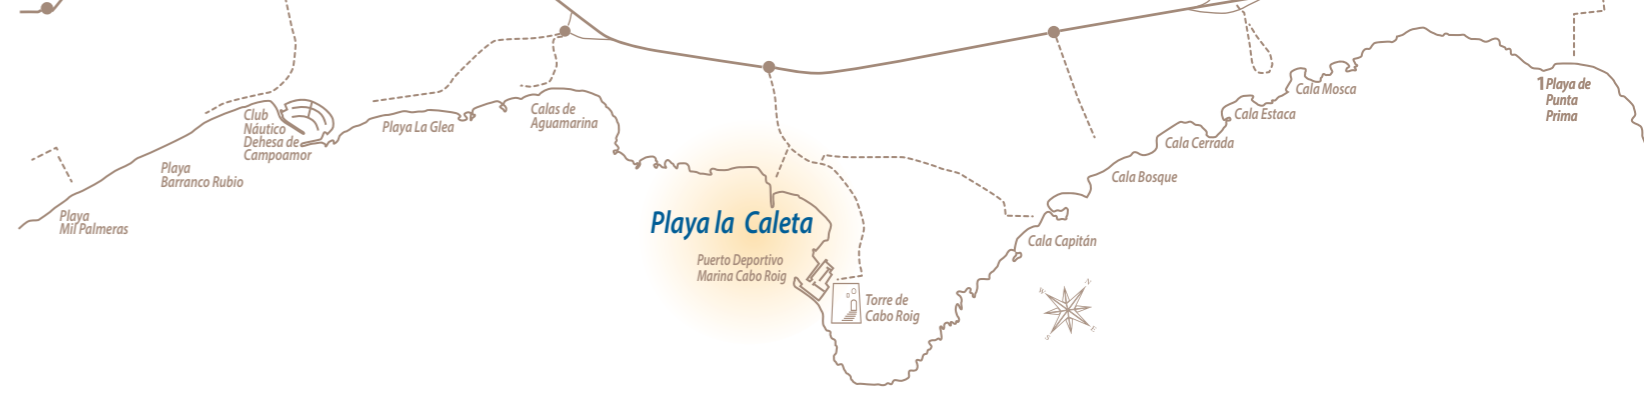 Playa
Mil Palmeras
Playa
Barranco Rubio
Club
Náutico
Dehesa de
Campoamor
Playa La Glea
Calas de
Aguamarina
Playa la Caleta
Puerto Deportivo
Marina Cabo Roig
Torre de
Cabo Roig
Cala Capitán
Cala Bosque
Cala Cerrada
Cala Estaca
Cala Mosca
1 Playa de
Punta
Prima
N
W
E
S